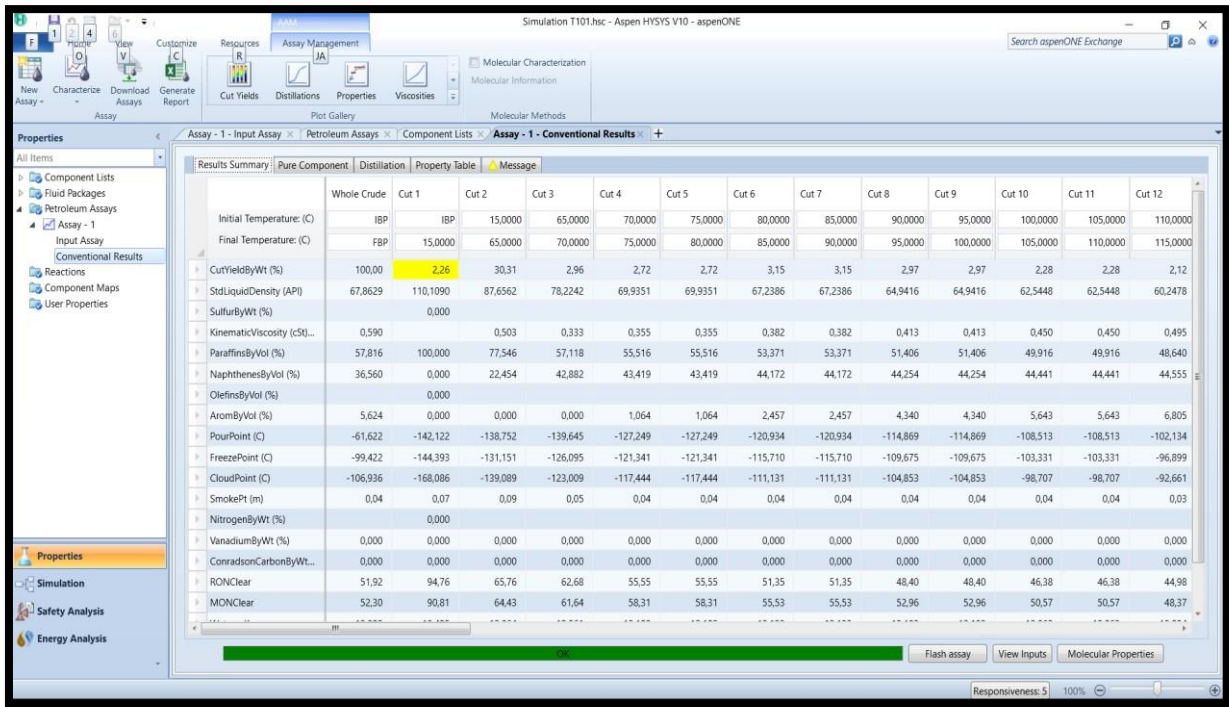 Simulation T101.hsc - Aspen HYSYS V10 - aspenONE
AAM
1 2 4 6
F Home View Customize Resources Assay Management
O V C R JA
Search aspenONE Exchange
New Assay
Characterize
Download Assays
Generate Report
Cut Yields
Distillations
Properties
Viscosities
Molecular Characterization
Molecular Information
Assay
Plot Gallery
Molecular Methods
Properties
All Items
Component Lists
Fluid Packages
Petroleum Assays
Assay - 1
Input Assay
Conventional Results
Reactions
Component Maps
User Properties
Properties
Simulation
Safety Analysis
Energy Analysis
Assay - 1 - Input Assay Petroleum Assays Component Lists Assay - 1 - Conventional Results +
Results Summary Pure Component Distillation Property Table Message
Whole Crude Cut 1 Cut 2 Cut 3 Cut 4 Cut 5 Cut 6 Cut 7 Cut 8 Cut 9 Cut 10 Cut 11 Cut 12
Initial Temperature: (C) IBP IBP 15,0000 65,0000 70,0000 75,0000 80,0000 85,0000 90,0000 95,0000 100,0000 105,0000 110,0000
Final Temperature: (C) FBP 15,0000 65,0000 70,0000 75,0000 80,0000 85,0000 90,0000 95,0000 100,0000 105,0000 110,0000 115,0000
CutYieldByWt (%) 100,00 2,26 30,31 2,96 2,72 2,72 3,15 3,15 2,97 2,97 2,28 2,28 2,12
StdLiquidDensity (API) 67,8629 110,1090 87,6562 78,2242 69,9351 69,9351 67,2386 67,2386 64,9416 64,9416 62,5448 62,5448 60,2478
SulfurByWt (%) 0,000
KinematicViscosity (cSt)... 0,590 0,503 0,333 0,355 0,355 0,382 0,382 0,413 0,413 0,450 0,450 0,495
ParaffinsByVol (%) 57,816 100,000 77,546 57,118 55,516 55,516 53,371 53,371 51,406 51,406 49,916 49,916 48,640
NaphthenesByVol (%) 36,560 0,000 22,454 42,882 43,419 43,419 44,172 44,172 44,254 44,254 44,441 44,441 44,555
OlefinsByVol (%) 0,000
AromByVol (%) 5,624 0,000 0,000 0,000 1,064 1,064 2,457 2,457 4,340 4,340 5,643 5,643 6,805
PourPoint (C) -61,622 -142,122 -138,752 -139,645 -127,249 -127,249 -120,934 -120,934 -114,869 -114,869 -108,513 -108,513 -102,134
FreezePoint (C) -99,422 -144,393 -131,151 -126,095 -121,341 -121,341 -115,710 -115,710 -109,675 -109,675 -103,331 -103,331 -96,899
CloudPoint (C) -106,936 -168,086 -139,089 -123,009 -117,444 -117,444 -111,131 -111,131 -104,853 -104,853 -98,707 -98,707 -92,661
SmokePt (m) 0,04 0,07 0,09 0,05 0,04 0,04 0,04 0,04 0,04 0,04 0,04 0,04 0,03
NitrogenByWt (%) 0,000
VanadiumByWt (%) 0,000 0,000 0,000 0,000 0,000 0,000 0,000 0,000 0,000 0,000 0,000 0,000 0,000
ConradsonCarbonByWt... 0,000 0,000 0,000 0,000 0,000 0,000 0,000 0,000 0,000 0,000 0,000 0,000 0,000
RONClear 51,92 94,76 65,76 62,68 55,55 55,55 51,35 51,35 48,40 48,40 46,38 46,38 44,98
MONClear 52,30 90,81 64,43 61,64 58,31 58,31 55,53 55,53 52,96 52,96 50,57 50,57 48,37
OK
Flash assay View Inputs Molecular Properties
Responsiveness: 5 100%